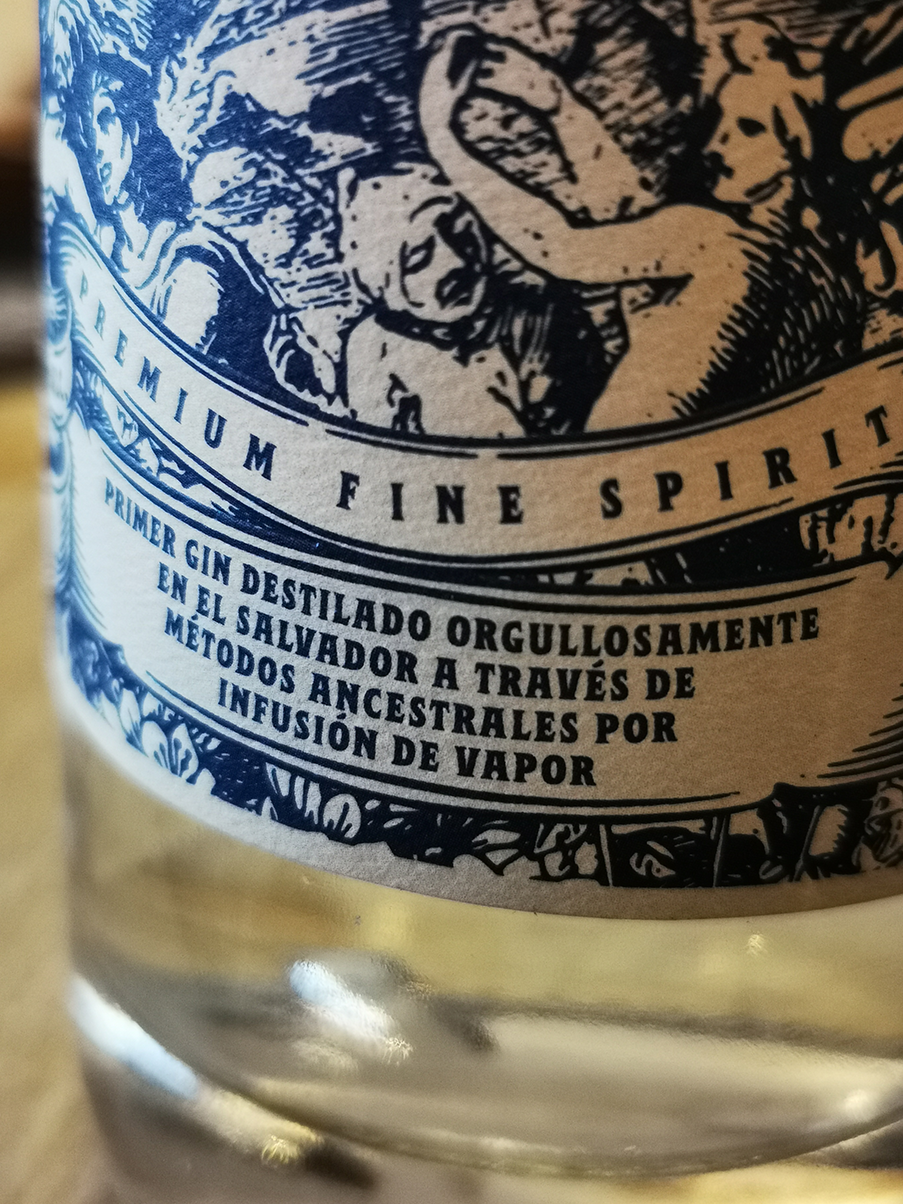 PREMIUM FINE SPIRIT
PRIMER GIN DESTILADO ORGULLOSAMENTE
EN EL SALVADOR A TRAVÉS DE
MÉTODOS ANCESTRALES POR
INFUSIÓN DE VAPOR